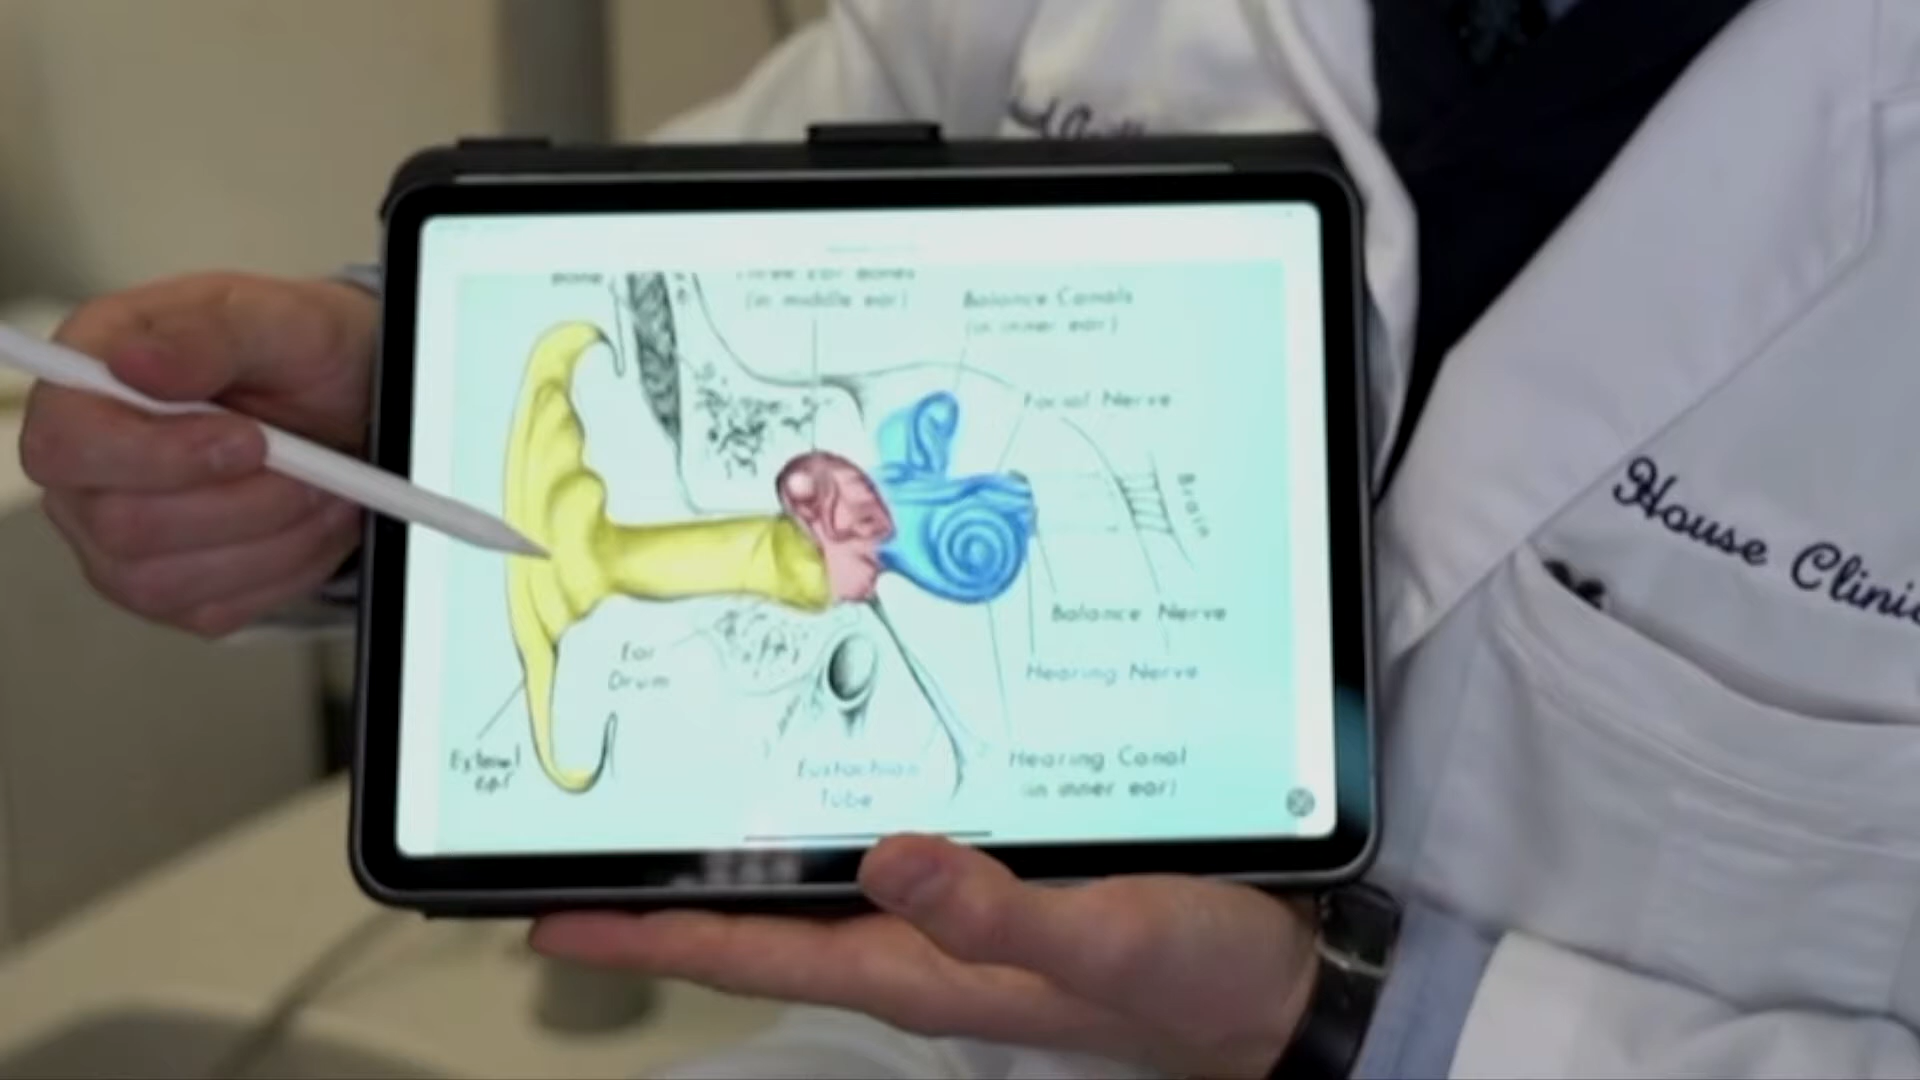 Bone
Three Ear Bones
(in middle ear)
Balance Canals
(in inner ear)
Facial Nerve
Brain
Balance Nerve
Ear
Drum
Hearing Nerve
External
ear
Eustachian
Tube
Hearing Canal
(in inner ear)
House Clinic